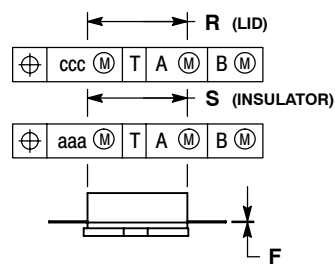 R (LID)
⌖ ccc Ⓜ T A Ⓜ B Ⓜ
S (INSULATOR)
⌖ aaa Ⓜ T A Ⓜ B Ⓜ
F